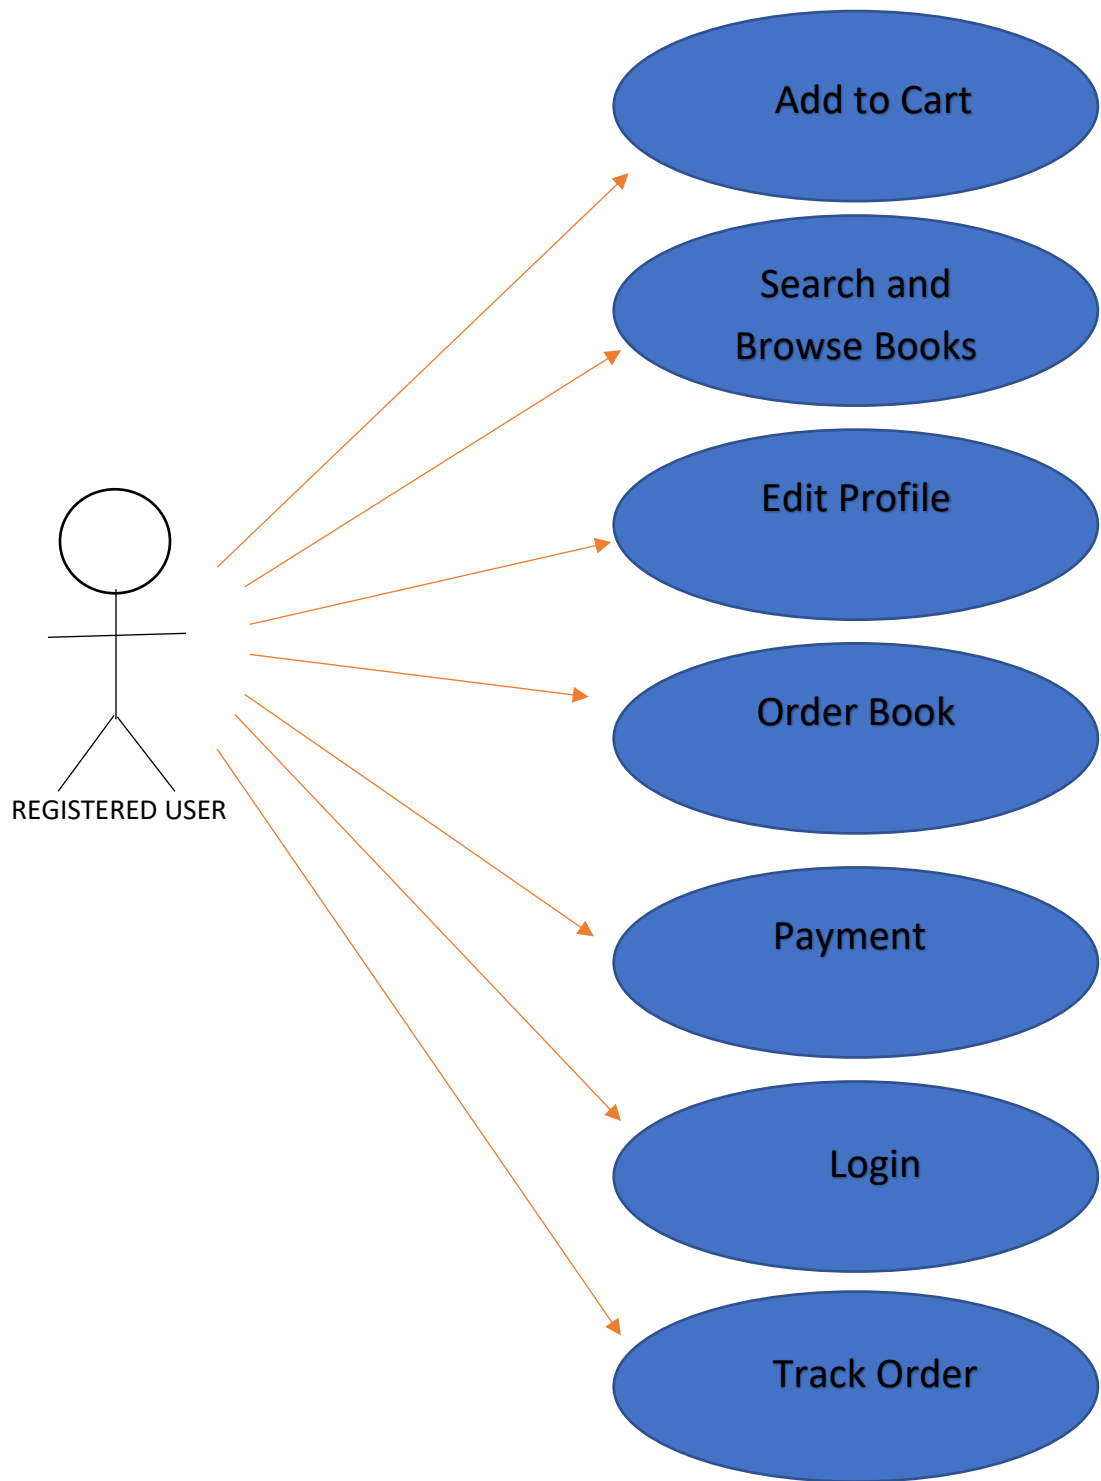 Add to Cart
Search and
Browse Books
Edit Profile
Order Book
REGISTERED USER
Payment
Login
Track Order